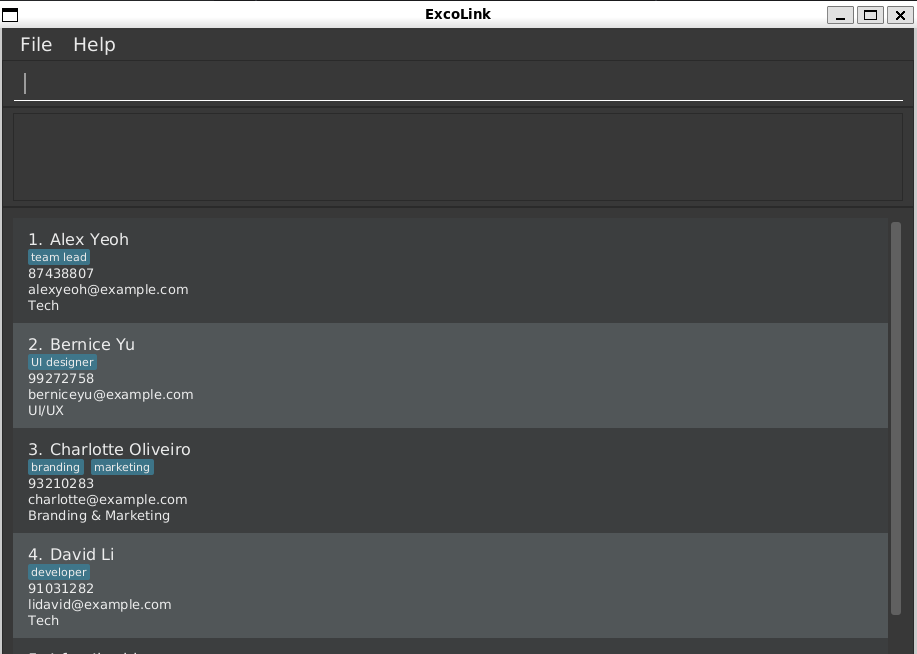 ExcoLink
File Help
1. Alex Yeoh
team lead
87438807
alexyeoh@example.com
Tech
2. Bernice Yu
UI designer
99272758
berniceyu@example.com
UI/UX
3. Charlotte Oliveiro
branding marketing
93210283
charlotte@example.com
Branding & Marketing
4. David Li
developer
91031282
lidavid@example.com
Tech